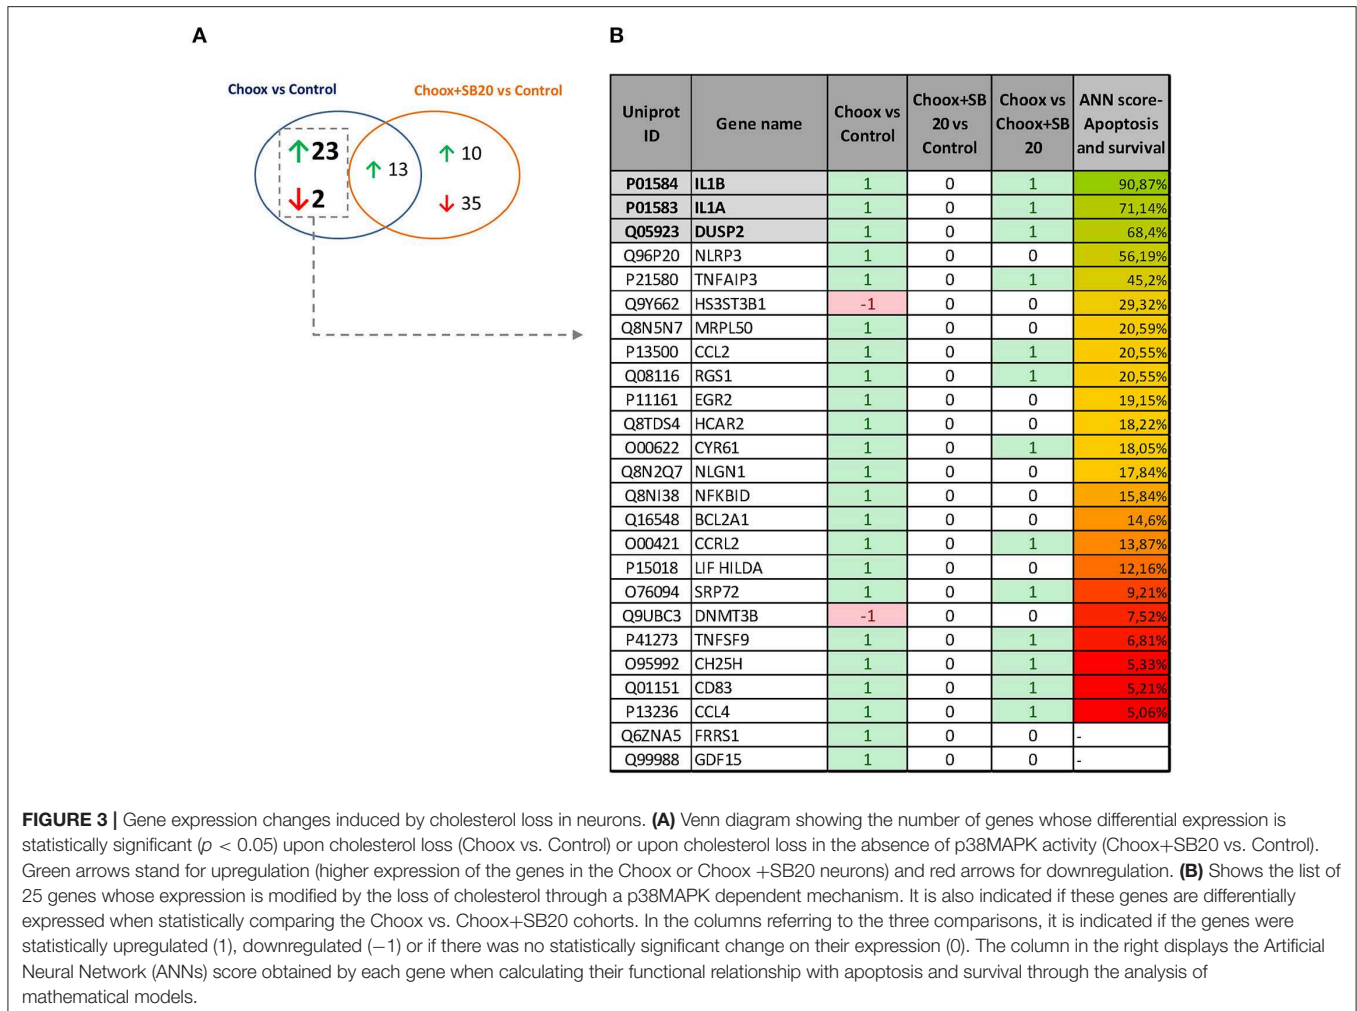 A
Choox vs Control
Choox+SB20 vs Control
↑23
↓2
↑ 13
↑ 10
↓ 35
B
Uniprot ID | Gene name | Choox vs Control | Choox+SB 20 vs Control | Choox vs Choox+SB 20 | ANN score- Apoptosis and survival
P01584 | IL1B | 1 | 0 | 1 | 90,87%
P01583 | IL1A | 1 | 0 | 1 | 71,14%
Q05923 | DUSP2 | 1 | 0 | 1 | 68,4%
Q96P20 | NLRP3 | 1 | 0 | 0 | 56,19%
P21580 | TNFAIP3 | 1 | 0 | 1 | 45,2%
Q9Y662 | HS3ST3B1 | -1 | 0 | 0 | 29,32%
Q8N5N7 | MRPL50 | 1 | 0 | 0 | 20,59%
P13500 | CCL2 | 1 | 0 | 1 | 20,55%
Q08116 | RGS1 | 1 | 0 | 1 | 20,55%
P11161 | EGR2 | 1 | 0 | 0 | 19,15%
Q8TDS4 | HCAR2 | 1 | 0 | 0 | 18,22%
O00622 | CYR61 | 1 | 0 | 1 | 18,05%
Q8N2Q7 | NLGN1 | 1 | 0 | 0 | 17,84%
Q8NI38 | NFKBID | 1 | 0 | 0 | 15,84%
Q16548 | BCL2A1 | 1 | 0 | 0 | 14,6%
O00421 | CCRL2 | 1 | 0 | 1 | 13,87%
P15018 | LIF HILDA | 1 | 0 | 0 | 12,16%
O76094 | SRP72 | 1 | 0 | 1 | 9,21%
Q9UBC3 | DNMT3B | -1 | 0 | 0 | 7,52%
P41273 | TNFSF9 | 1 | 0 | 1 | 6,81%
O95992 | CH25H | 1 | 0 | 1 | 5,33%
Q01151 | CD83 | 1 | 0 | 1 | 5,21%
P13236 | CCL4 | 1 | 0 | 1 | 5,06%
Q6ZNA5 | FRRS1 | 1 | 0 | 0 | -
Q99988 | GDF15 | 1 | 0 | 0 | -
FIGURE 3 | Gene expression changes induced by cholesterol loss in neurons. (A) Venn diagram showing the number of genes whose differential expression is
statistically significant (p < 0.05) upon cholesterol loss (Choox vs. Control) or upon cholesterol loss in the absence of p38MAPK activity (Choox+SB20 vs. Control).
Green arrows stand for upregulation (higher expression of the genes in the Choox or Choox +SB20 neurons) and red arrows for downregulation. (B) Shows the list of
25 genes whose expression is modified by the loss of cholesterol through a p38MAPK dependent mechanism. It is also indicated if these genes are differentially
expressed when statistically comparing the Choox vs. Choox+SB20 cohorts. In the columns referring to the three comparisons, it is indicated if the genes were
statistically upregulated (1), downregulated (−1) or if there was no statistically significant change on their expression (0). The column in the right displays the Artificial
Neural Network (ANNs) score obtained by each gene when calculating their functional relationship with apoptosis and survival through the analysis of
mathematical models.